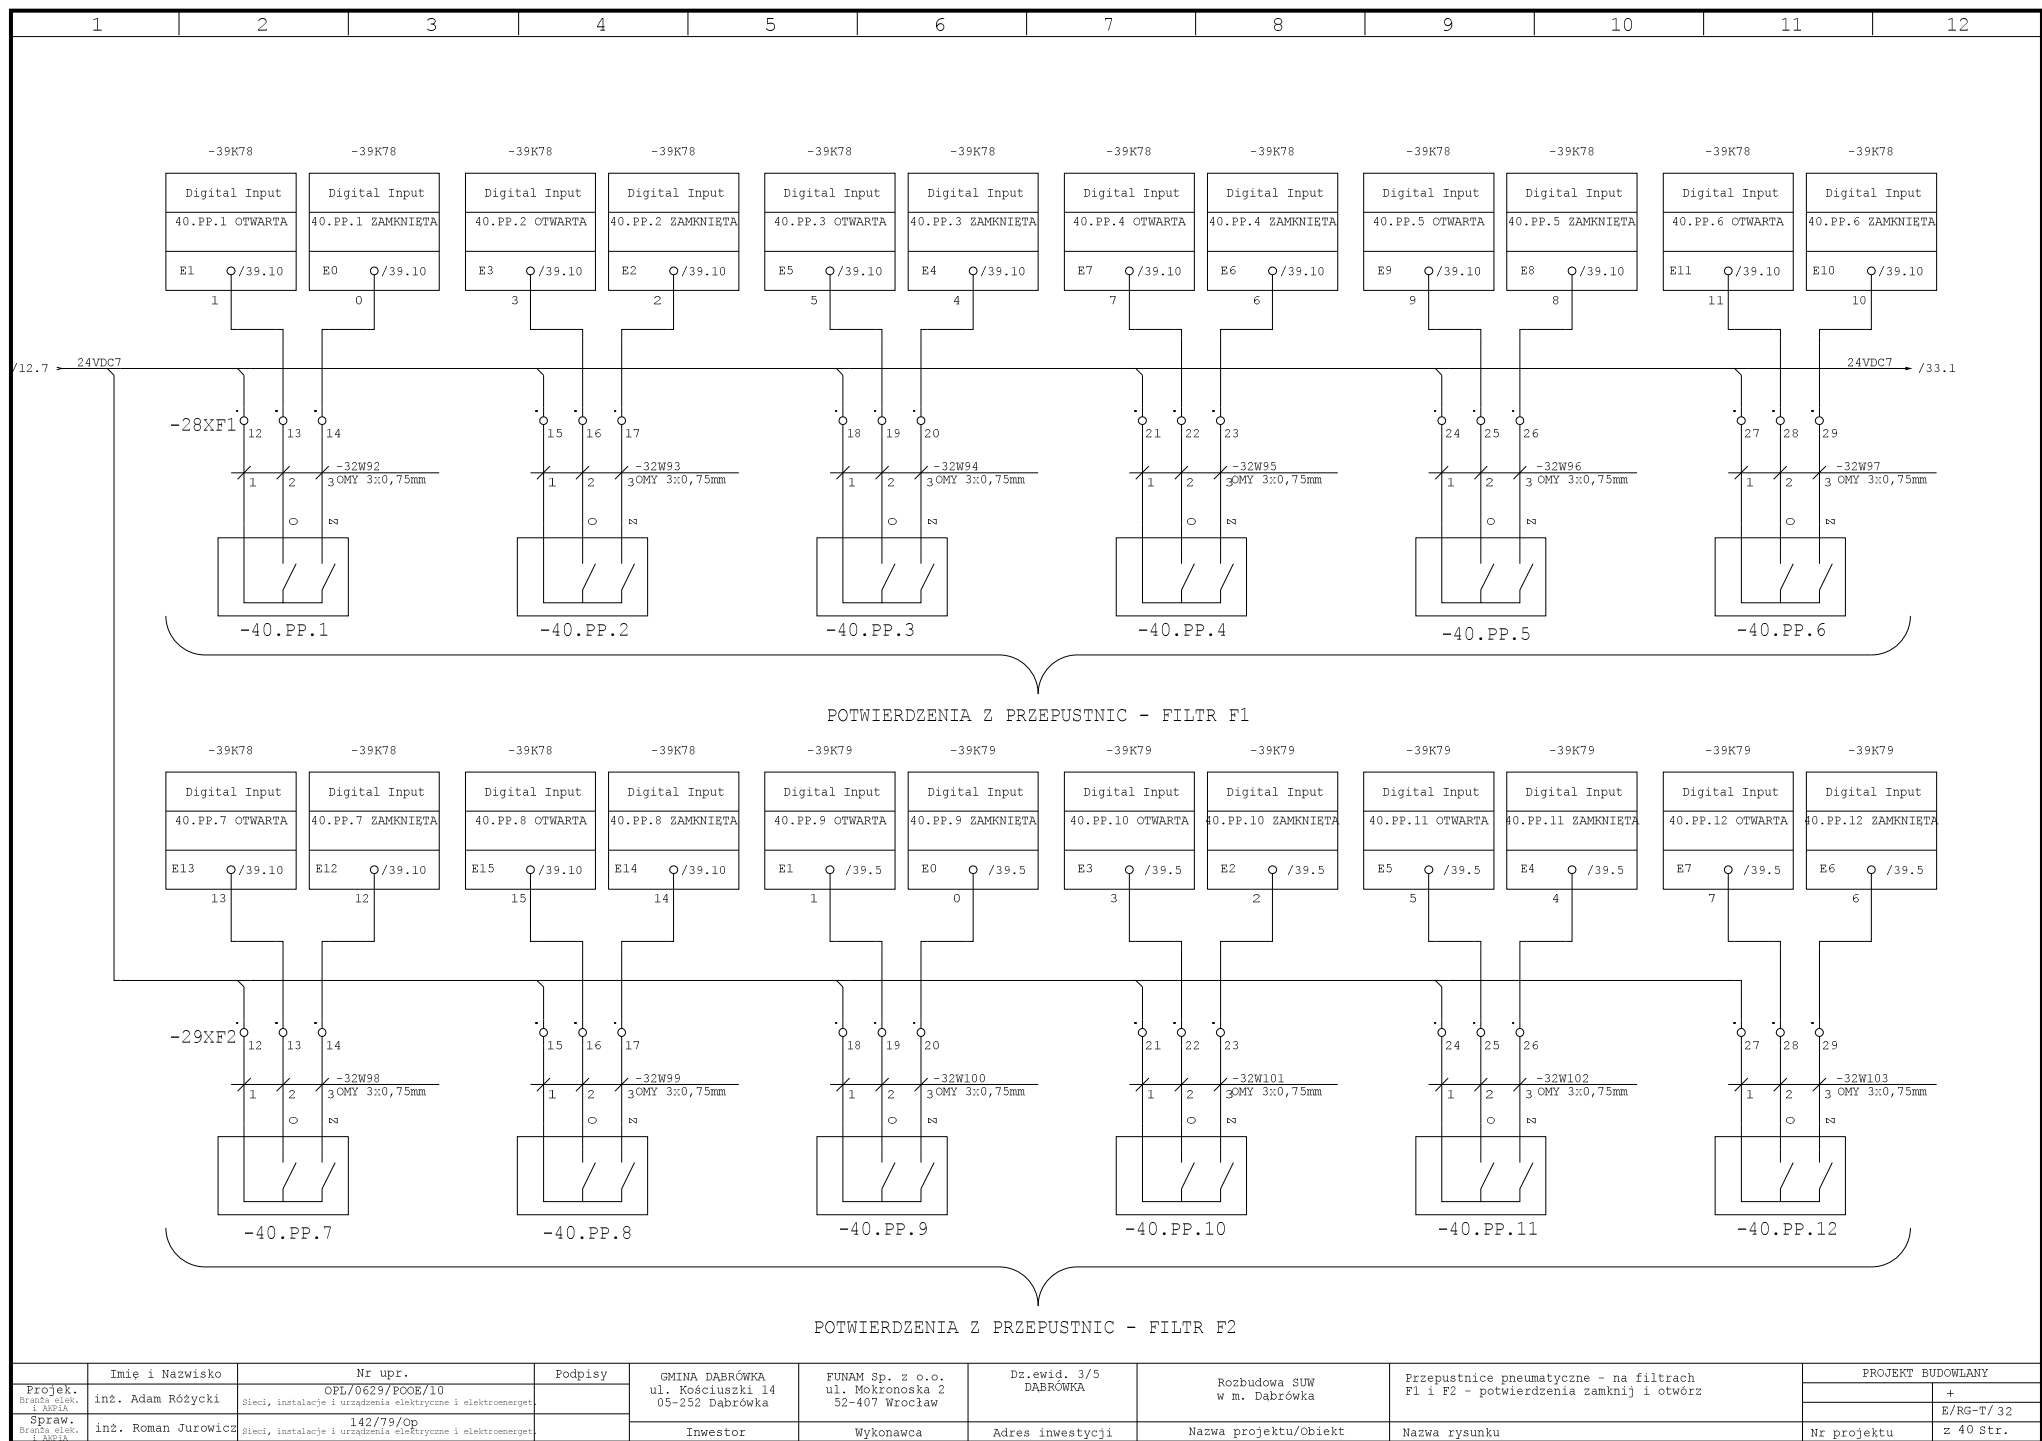 1 2 3 4 5 6 7 8 9 10 11 12
-39K78 -39K78 -39K78 -39K78 -39K78 -39K78 -39K78 -39K78 -39K78 -39K78 -39K78 -39K78
Digital Input Digital Input Digital Input Digital Input Digital Input Digital Input Digital Input Digital Input Digital Input Digital Input Digital Input Digital Input
40.PP.1 OTWARTA 40.PP.1 ZAMKNIĘTA 40.PP.2 OTWARTA 40.PP.2 ZAMKNIĘTA 40.PP.3 OTWARTA 40.PP.3 ZAMKNIĘTA 40.PP.4 OTWARTA 40.PP.4 ZAMKNIĘTA 40.PP.5 OTWARTA 40.PP.5 ZAMKNIĘTA 40.PP.6 OTWARTA 40.PP.6 ZAMKNIĘTA
E1 /39.10 E0 /39.10 E3 /39.10 E2 /39.10 E5 /39.10 E4 /39.10 E7 /39.10 E6 /39.10 E9 /39.10 E8 /39.10 E11 /39.10 E10 /39.10
1 0 3 2 5 4 7 6 9 8 11 10
/12.7 24VDC7 24VDC7 /33.1
-28XF1 12 13 14 15 16 17 18 19 20 21 22 23 24 25 26 27 28 29
-32W92 -32W93 -32W94 -32W95 -32W96 -32W97
1 2 3 OMY 3x0,75mm 1 2 3 OMY 3x0,75mm 1 2 3 OMY 3x0,75mm 1 2 3 OMY 3x0,75mm 1 2 3 OMY 3x0,75mm 1 2 3 OMY 3x0,75mm
O Z O Z O Z O Z O Z O Z
-40.PP.1 -40.PP.2 -40.PP.3 -40.PP.4 -40.PP.5 -40.PP.6
POTWIERDZENIA Z PRZEPUSTNIC - FILTR F1
-39K78 -39K78 -39K78 -39K78 -39K79 -39K79 -39K79 -39K79 -39K79 -39K79 -39K79 -39K79
Digital Input Digital Input Digital Input Digital Input Digital Input Digital Input Digital Input Digital Input Digital Input Digital Input Digital Input Digital Input
40.PP.7 OTWARTA 40.PP.7 ZAMKNIĘTA 40.PP.8 OTWARTA 40.PP.8 ZAMKNIĘTA 40.PP.9 OTWARTA 40.PP.9 ZAMKNIĘTA 40.PP.10 OTWARTA 40.PP.10 ZAMKNIĘTA 40.PP.11 OTWARTA 40.PP.11 ZAMKNIĘTA 40.PP.12 OTWARTA 40.PP.12 ZAMKNIĘTA
E13 /39.10 E12 /39.10 E15 /39.10 E14 /39.10 E1 /39.5 E0 /39.5 E3 /39.5 E2 /39.5 E5 /39.5 E4 /39.5 E7 /39.5 E6 /39.5
13 12 15 14 1 0 3 2 5 4 7 6
-29XF2 12 13 14 15 16 17 18 19 20 21 22 23 24 25 26 27 28 29
-32W98 -32W99 -32W100 -32W101 -32W102 -32W103
1 2 3 OMY 3x0,75mm 1 2 3 OMY 3x0,75mm 1 2 3 OMY 3x0,75mm 1 2 3 OMY 3x0,75mm 1 2 3 OMY 3x0,75mm 1 2 3 OMY 3x0,75mm
O Z O Z O Z O Z O Z O Z
-40.PP.7 -40.PP.8 -40.PP.9 -40.PP.10 -40.PP.11 -40.PP.12
POTWIERDZENIA Z PRZEPUSTNIC - FILTR F2
Imię i Nazwisko Nr upr. Podpisy
Projek.
Branża elek.
i AKPiA
inż. Adam Różycki
OPL/0629/POOE/10
Sieci, instalacje i urządzenia elektryczne i elektroenerget.
Spraw.
Branża elek.
i AKPiA
inż. Roman Jurowicz
142/79/Op
Sieci, instalacje i urządzenia elektryczne i elektroenerget.
GMINA DĄBRÓWKA
ul. Kościuszki 14
05-252 Dąbrówka
Inwestor
FUNAM Sp. z o.o.
ul. Mokronoska 2
52-407 Wrocław
Wykonawca
Dz.ewid. 3/5
DĄBRÓWKA
Adres inwestycji
Rozbudowa SUW
w m. Dąbrówka
Nazwa projektu/Obiekt
Przepustnice pneumatyczne - na filtrach
F1 i F2 - potwierdzenia zamknij i otwórz
Nazwa rysunku
PROJEKT BUDOWLANY
+
E/RG-T/ 32
Nr projektu z 40 Str.